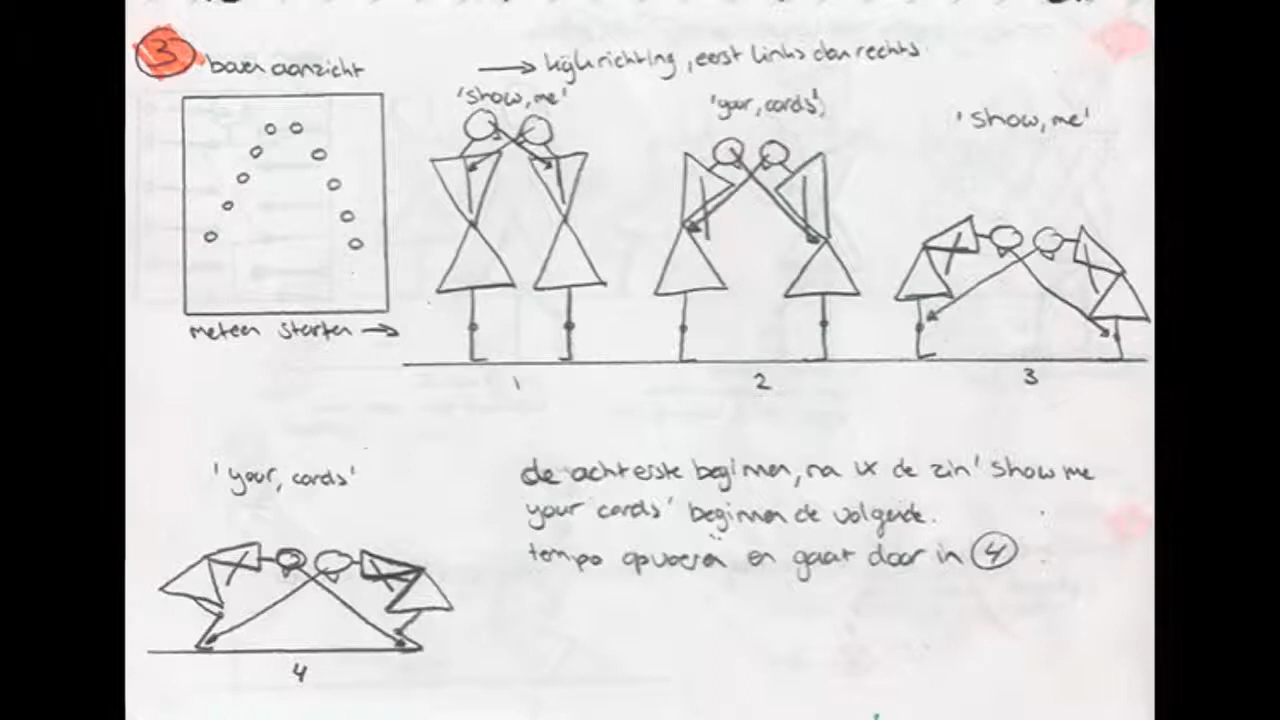 3
bovenaanzicht
→ kijkrichting, eerst links dan rechts.
'show, me'
'your, cards'
'show, me'
meteen starten →
1
2
3
'your, cards'
de achterste beginnen, na 4x de zin 'show me
your cards' beginnen de volgende.
tempo opvoeren en gaat door in 4
4